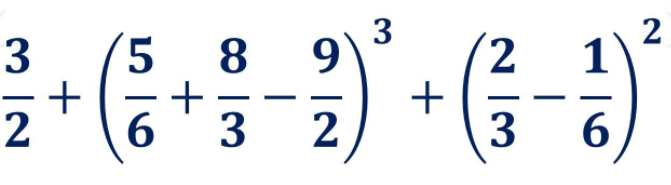 3/2 + (5/6 + 8/3 − 9/2)³ + (2/3 − 1/6)²